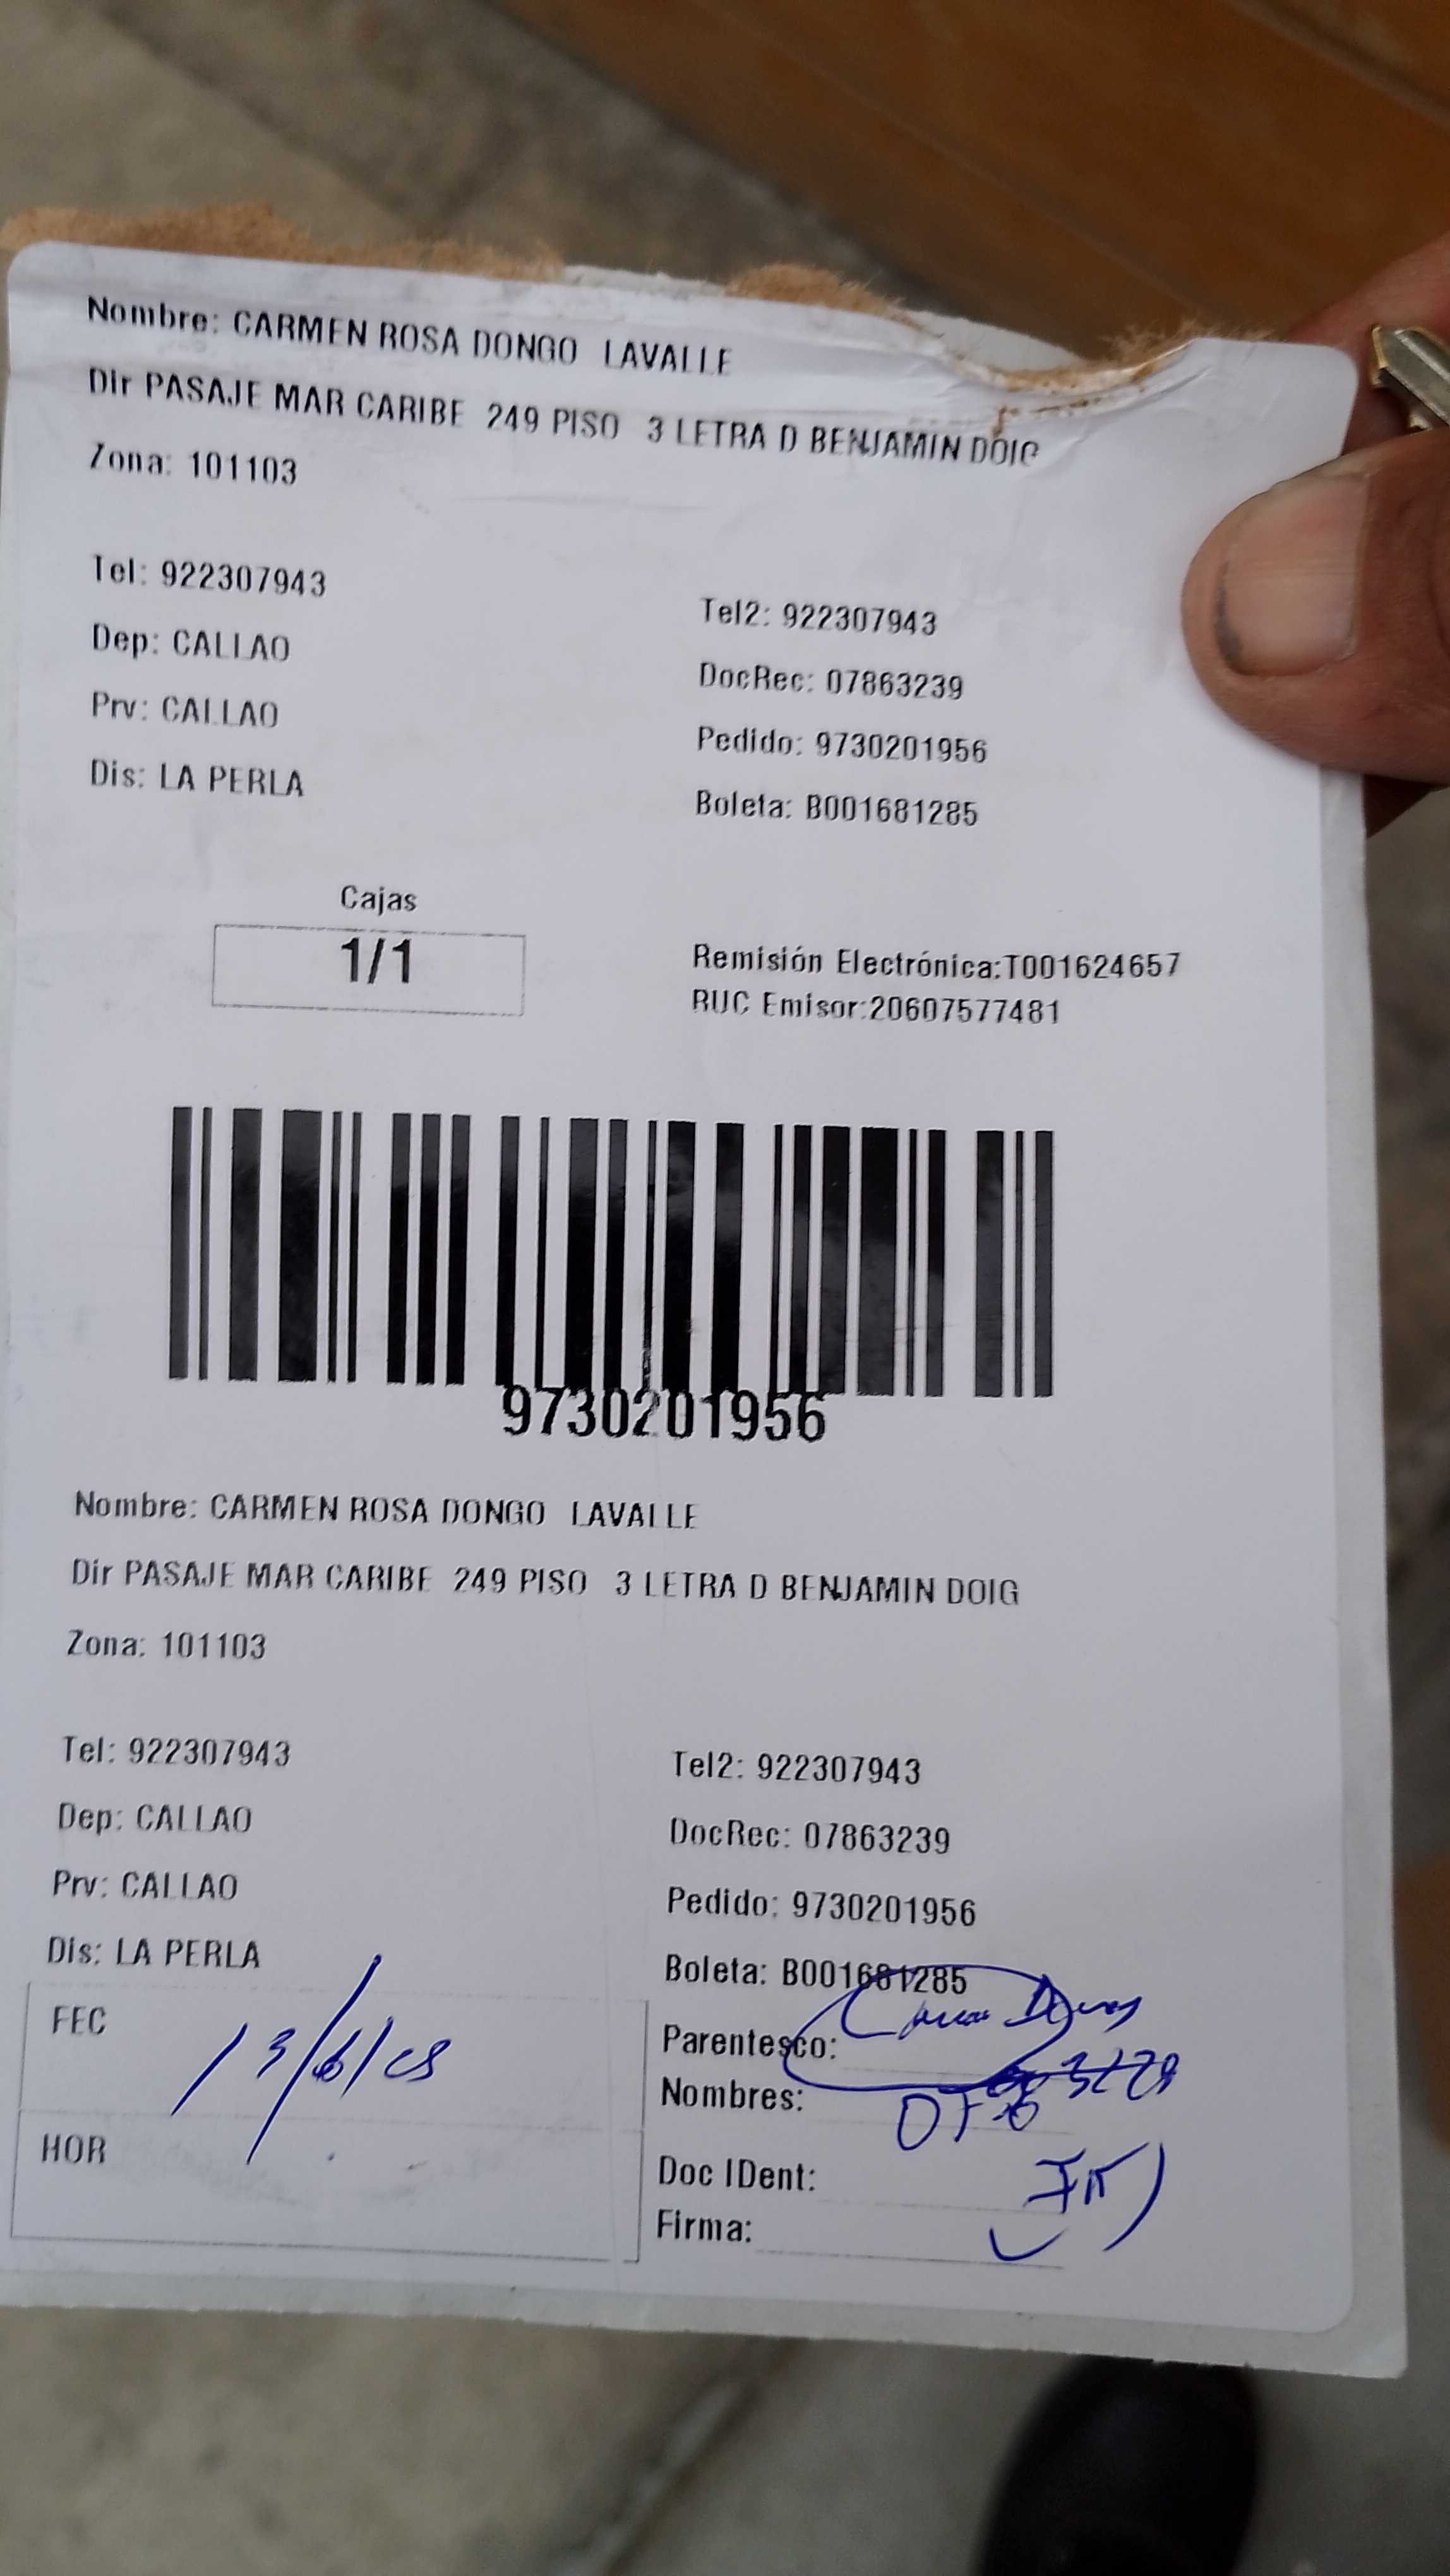 Nombre: CARMEN ROSA DONGO LAVALLE
Dir PASAJE MAR CARIBE 249 PISO 3 LETRA D BENJAMIN DOIG
Zona: 101103
Tel: 922307943
Tel2: 922307943
Dep: CALLAO
DocRec: 07863239
Prv: CALLAO
Pedido: 9730201956
Dis: LA PERLA
Boleta: B001681285
Cajas
1/1
Remisión Electrónica:T001624657
RUC Emisor:20607577481
9730201956
Nombre: CARMEN ROSA DONGO LAVALLE
Dir PASAJE MAR CARIBE 249 PISO 3 LETRA D BENJAMIN DOIG
Zona: 101103
Tel: 922307943
Tel2: 922307943
Dep: CALLAO
DocRec: 07863239
Prv: CALLAO
Pedido: 9730201956
Dis: LA PERLA
Boleta: B001681285
FEC
Parentesco:
Nombres:
HOR
Doc IDent:
Firma: